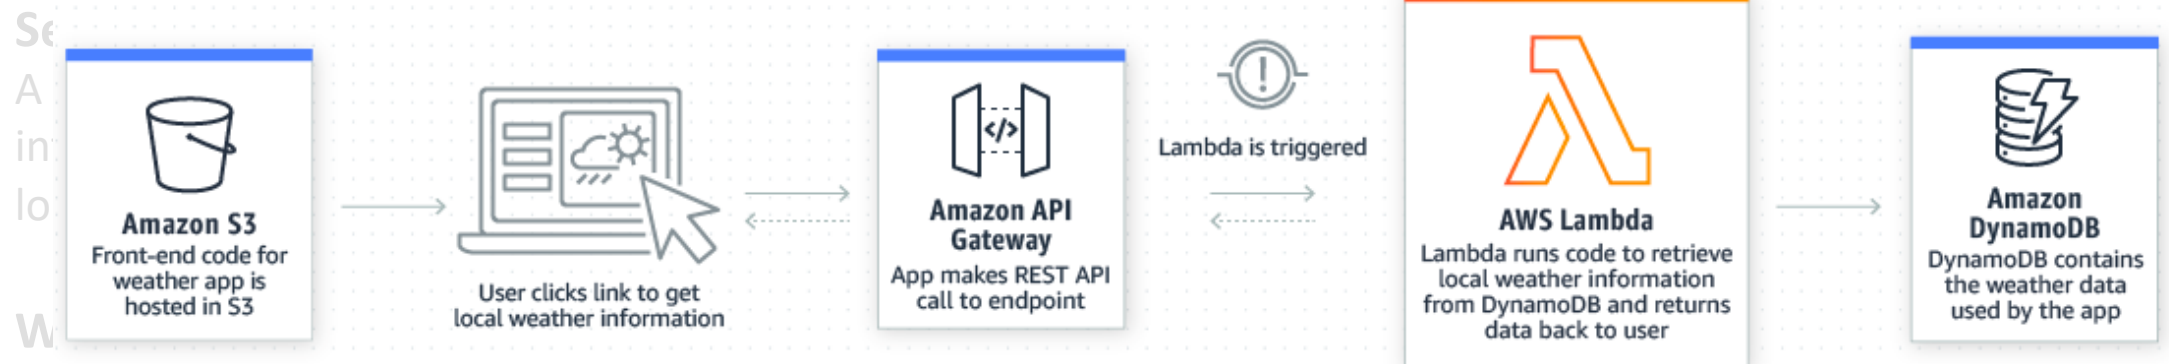 Se
A
in
lo
W
Amazon S3
Front-end code for
weather app is
hosted in S3
User clicks link to get
local weather information
</>
Amazon API
Gateway
App makes REST API
call to endpoint
!
Lambda is triggered
AWS Lambda
Lambda runs code to retrieve
local weather information
from DynamoDB and returns
data back to user
Amazon
DynamoDB
DynamoDB contains
the weather data
used by the app